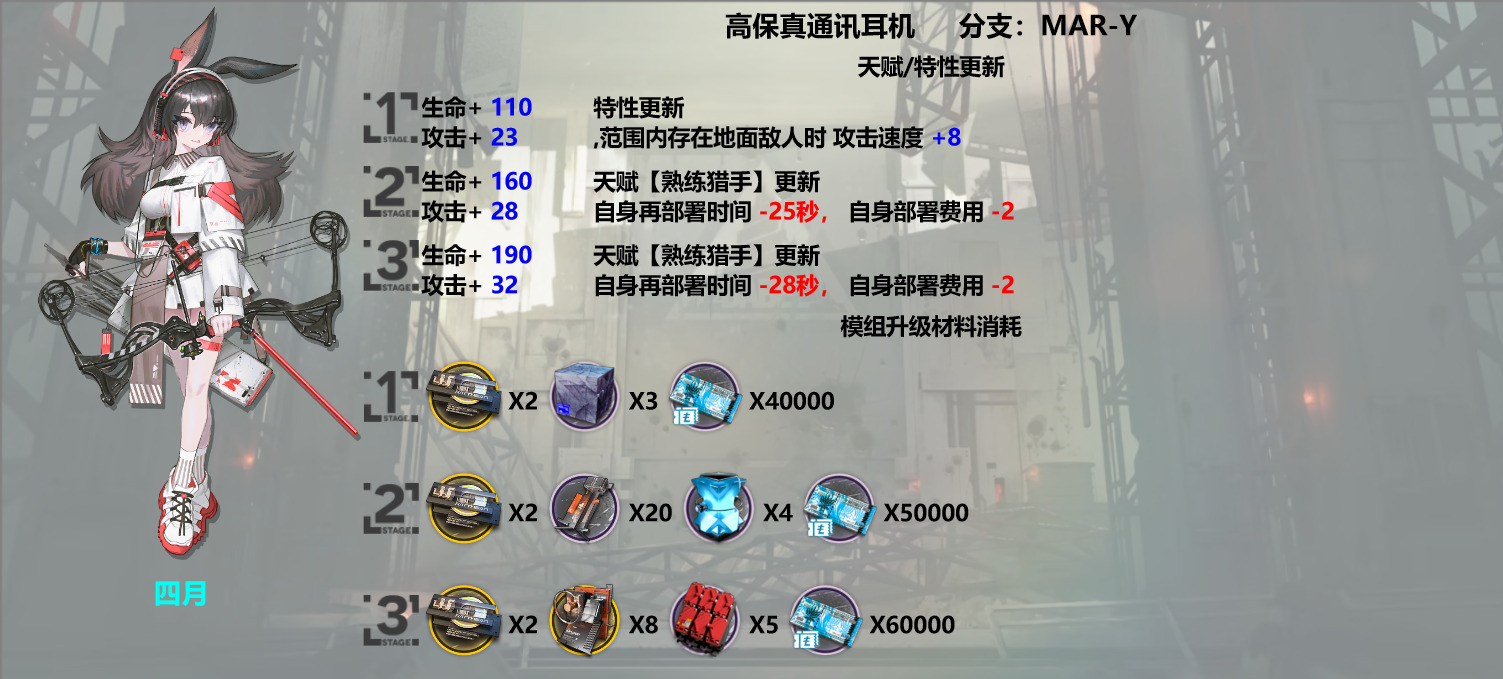 高保真通讯耳机 分支：MAR-Y
天赋/特性更新
1 STAGE.
生命+ 110 特性更新
攻击+ 23 ,范围内存在地面敌人时 攻击速度 +8
2 STAGE.
生命+ 160 天赋【熟练猎手】更新
攻击+ 28 自身再部署时间 -25秒， 自身部署费用 -2
3 STAGE.
生命+ 190 天赋【熟练猎手】更新
攻击+ 32 自身再部署时间 -28秒， 自身部署费用 -2
模组升级材料消耗
1 STAGE. X2 X3 X40000
2 STAGE. X2 X20 X4 X50000
四月
3 STAGE. X2 X8 X5 X60000